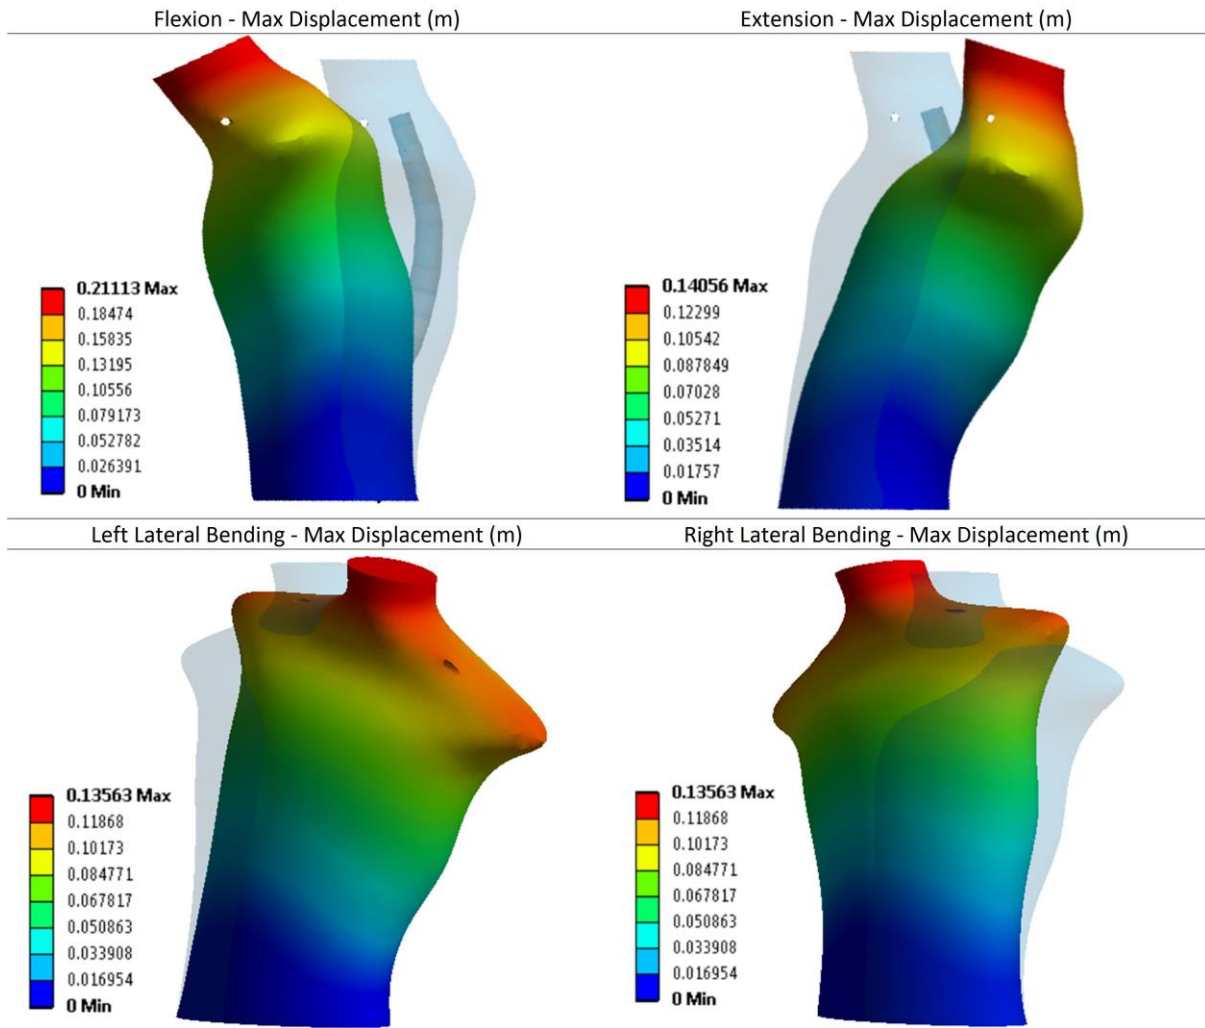 Flexion - Max Displacement (m)
0.21113 Max
0.18474
0.15835
0.13195
0.10556
0.079173
0.052782
0.026391
0 Min
Extension - Max Displacement (m)
0.14056 Max
0.12299
0.10542
0.087849
0.07028
0.05271
0.03514
0.01757
0 Min
Left Lateral Bending - Max Displacement (m)
0.13563 Max
0.11868
0.10173
0.084771
0.067817
0.050863
0.033908
0.016954
0 Min
Right Lateral Bending - Max Displacement (m)
0.13563 Max
0.11868
0.10173
0.084771
0.067817
0.050863
0.033908
0.016954
0 Min